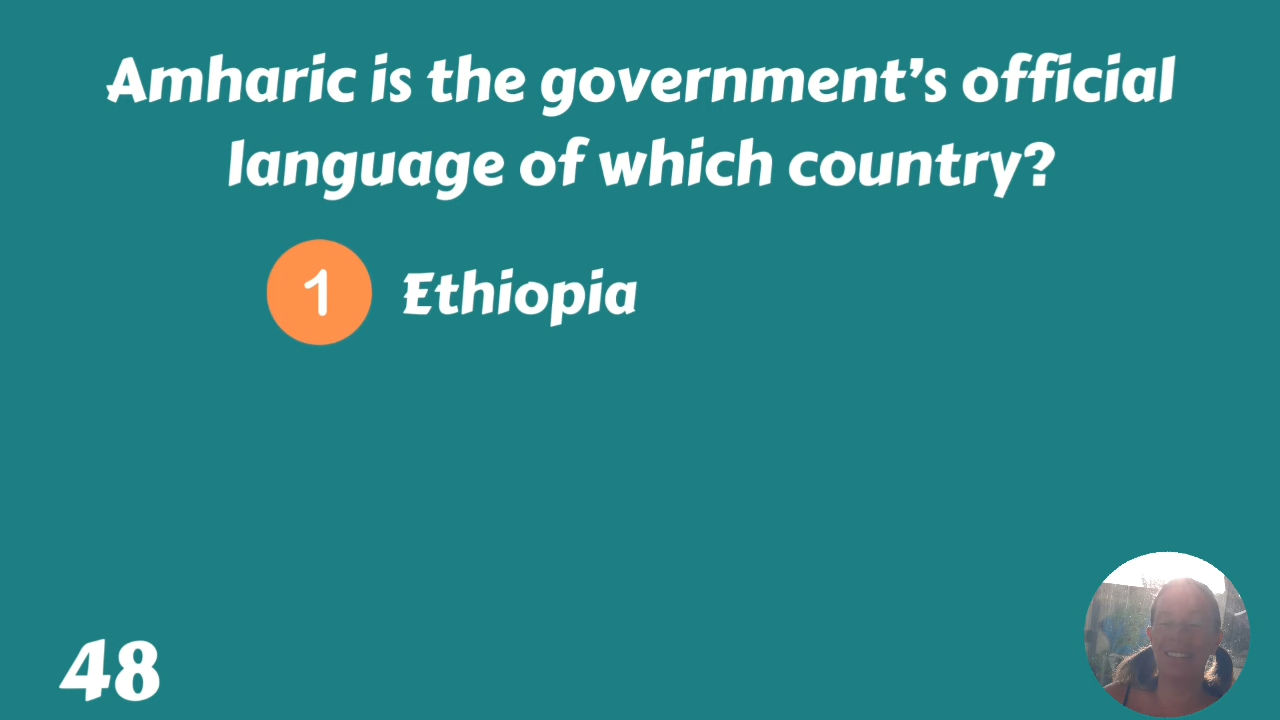 Amharic is the government’s official
language of which country?
1 Ethiopia
48